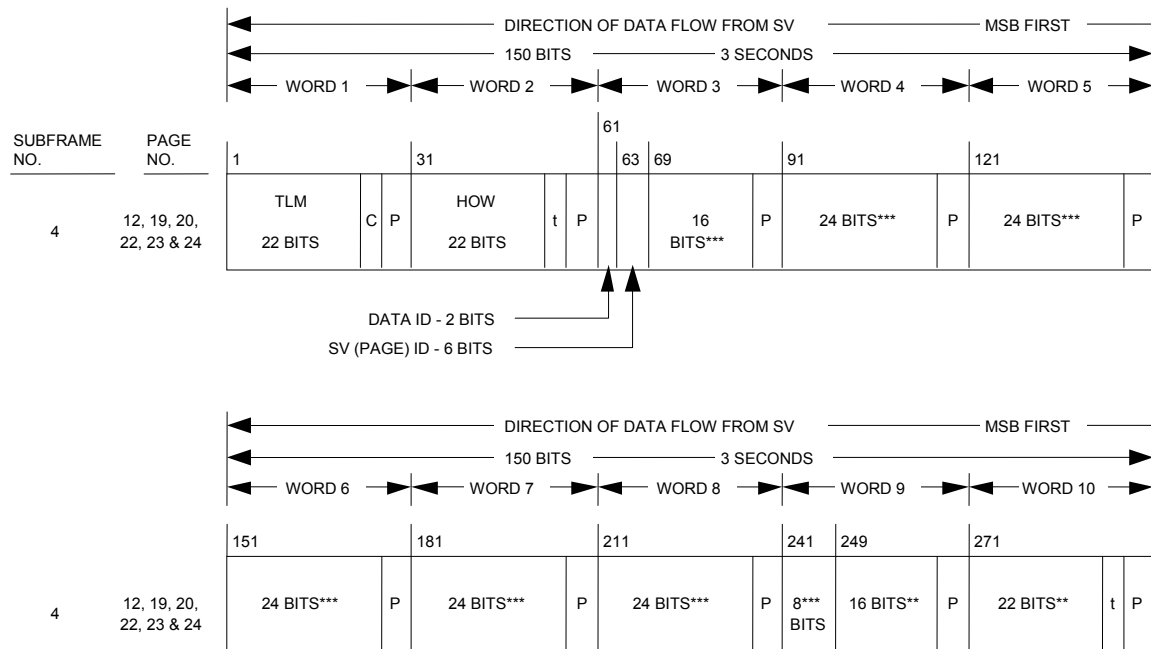 DIRECTION OF DATA FLOW FROM SV MSB FIRST
150 BITS 3 SECONDS
WORD 1 WORD 2 WORD 3 WORD 4 WORD 5
SUBFRAME NO. PAGE NO.
1 31 61 63 69 91 121
4 12, 19, 20, 22, 23 & 24
TLM 22 BITS C P HOW 22 BITS t P 16 BITS*** P 24 BITS*** P 24 BITS*** P
DATA ID - 2 BITS
SV (PAGE) ID - 6 BITS
DIRECTION OF DATA FLOW FROM SV MSB FIRST
150 BITS 3 SECONDS
WORD 6 WORD 7 WORD 8 WORD 9 WORD 10
151 181 211 241 249 271
4 12, 19, 20, 22, 23 & 24
24 BITS*** P 24 BITS*** P 24 BITS*** P 8*** BITS 16 BITS** P 22 BITS** t P